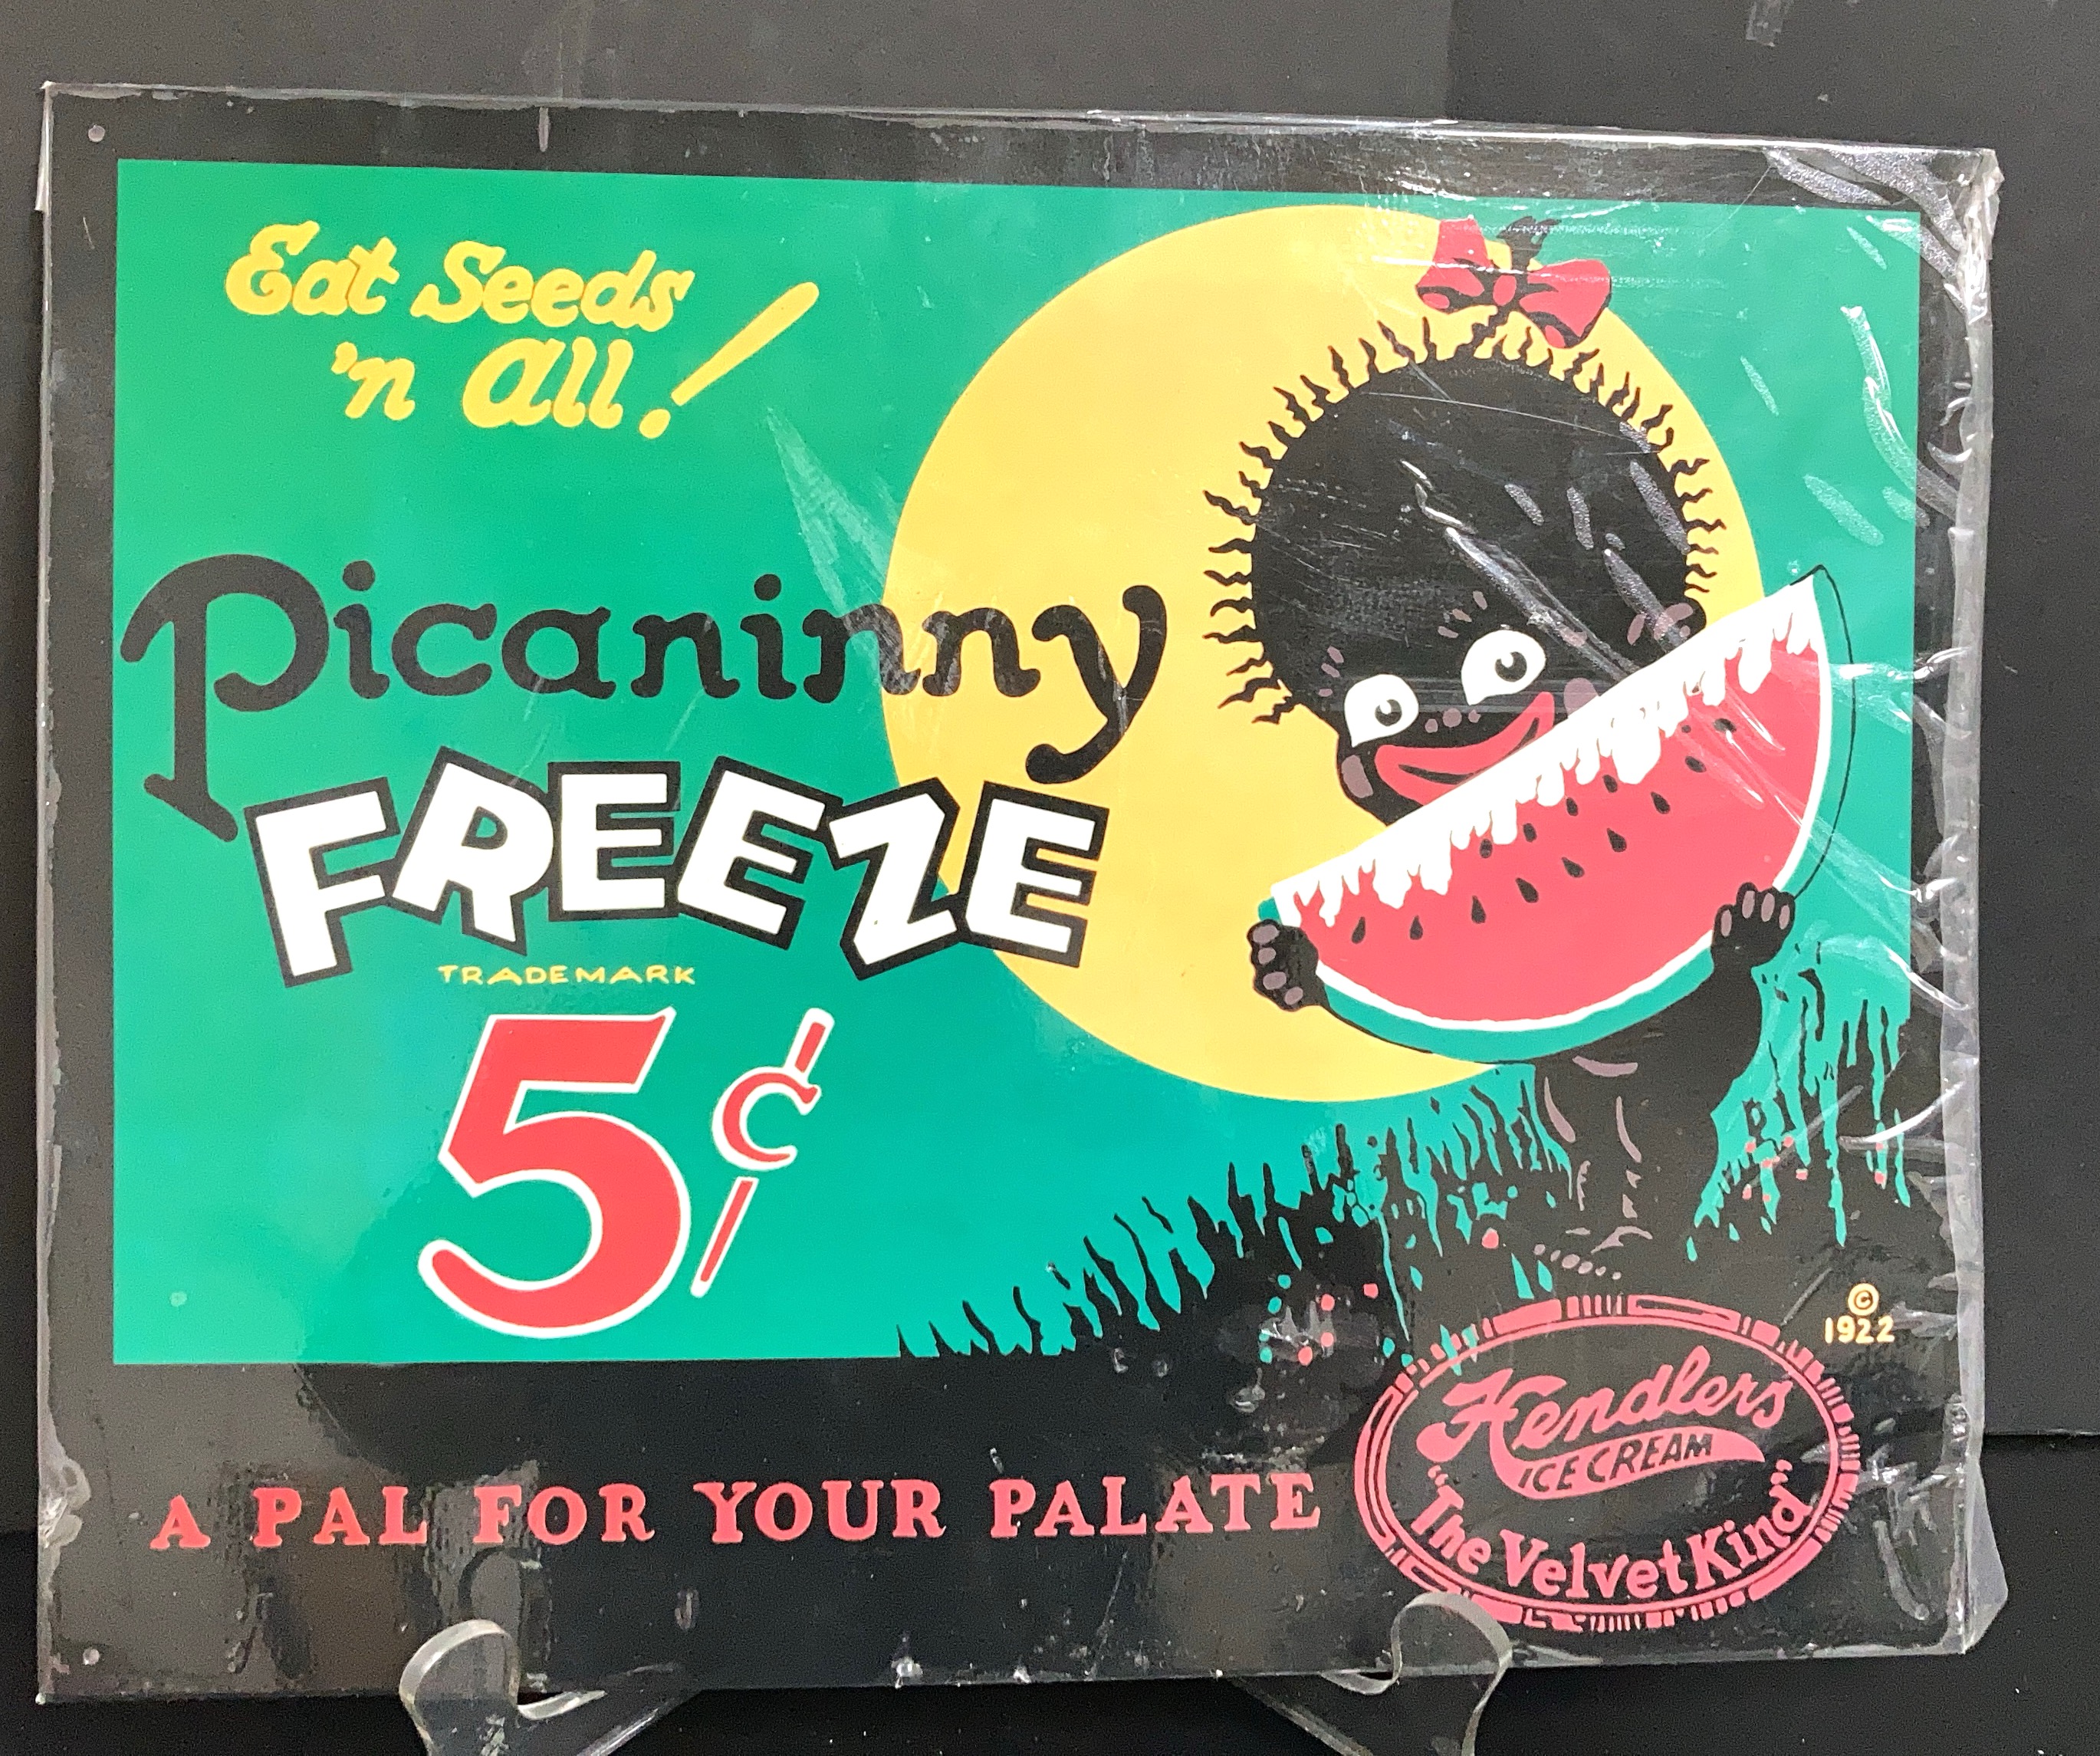 Eat Seeds
'n all!
Picaninny
FREEZE
TRADEMARK
5¢
© 1922
Hendlers
ICE CREAM
"The Velvet Kind"
A PAL FOR YOUR PALATE